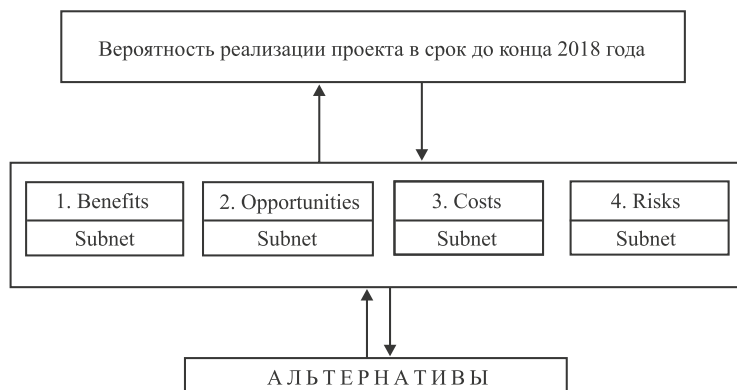 Вероятность реализации проекта в срок до конца 2018 года
1. Benefits
Subnet
2. Opportunities
Subnet
3. Costs
Subnet
4. Risks
Subnet
АЛЬТЕРНАТИВЫ